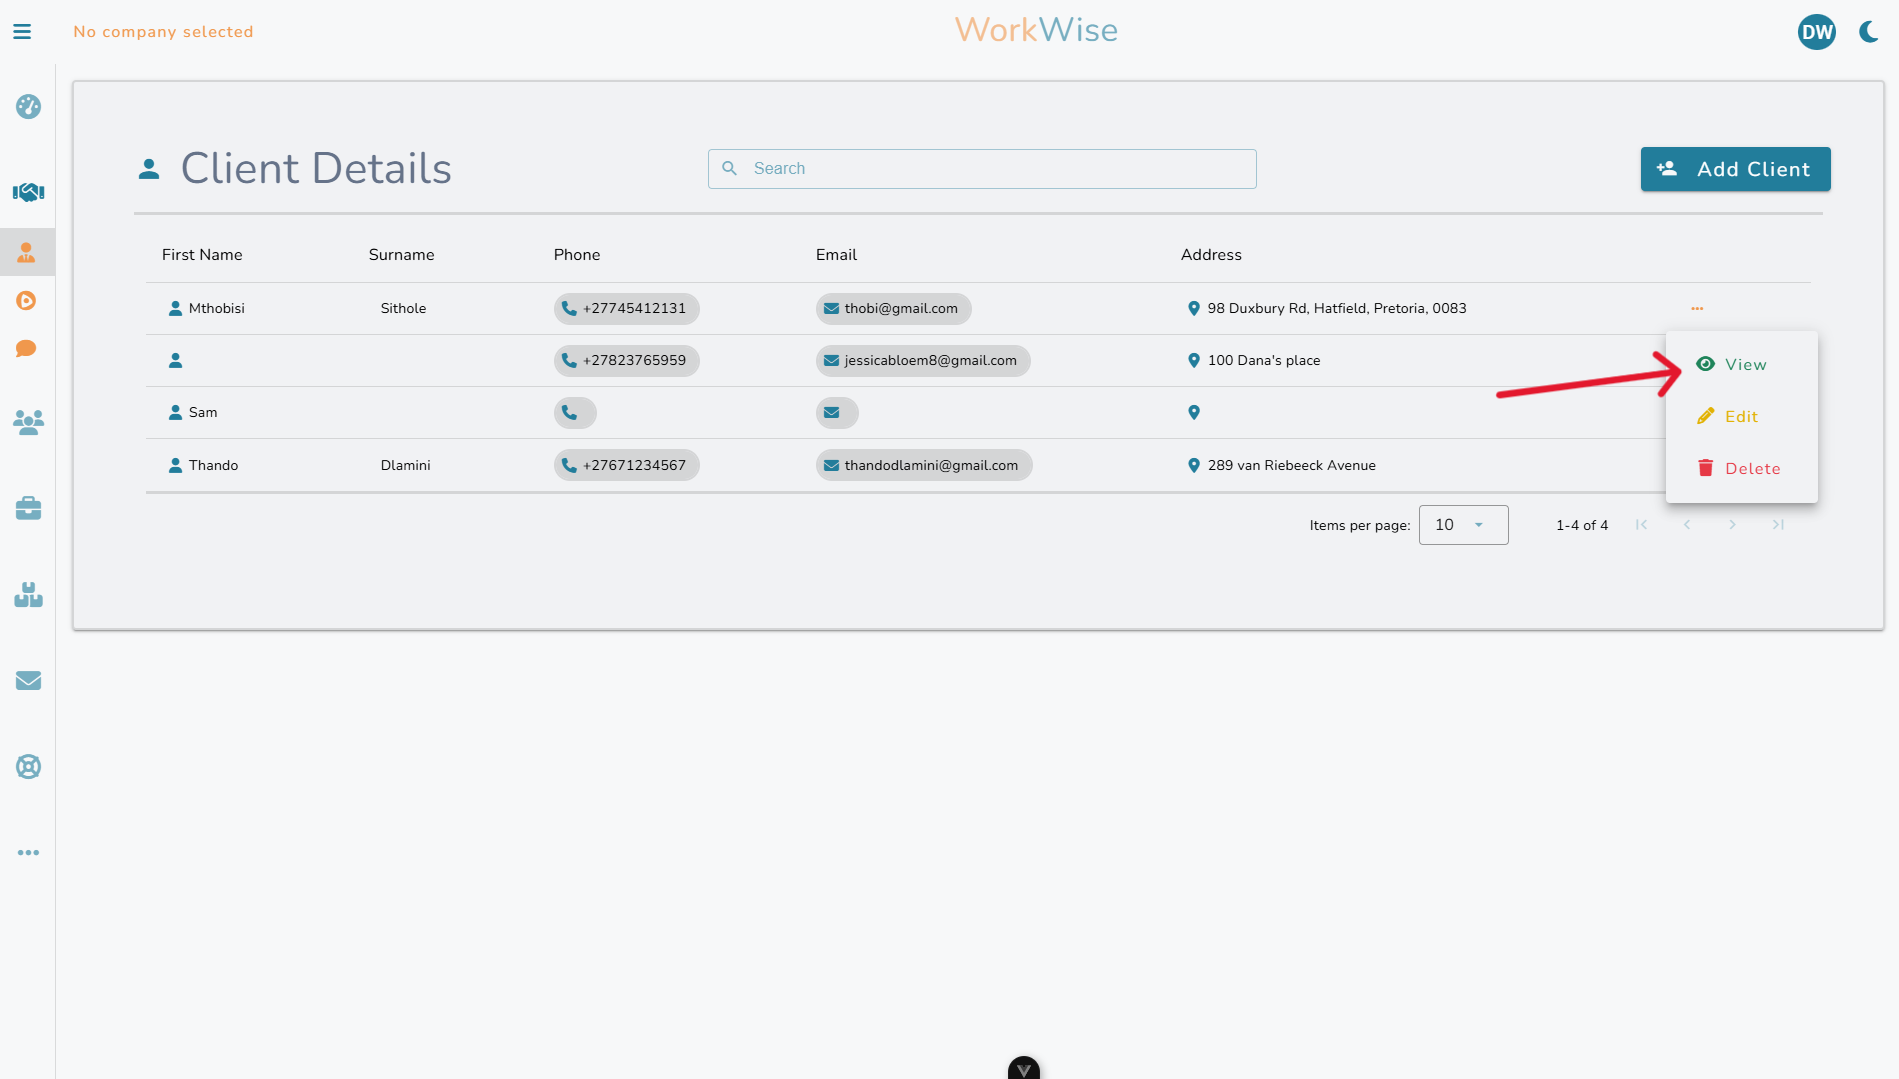 No company selected
WorkWise
DW
Client Details
Search
Add Client
First Name Surname Phone Email Address
Mthobisi Sithole +27745412131 thobi@gmail.com 98 Duxbury Rd, Hatfield, Pretoria, 0083
+27823765959 jessicabloem8@gmail.com 100 Dana's place
Sam
Thando Dlamini +27671234567 thandodlamini@gmail.com 289 van Riebeeck Avenue
View
Edit
Delete
Items per page: 10 1-4 of 4